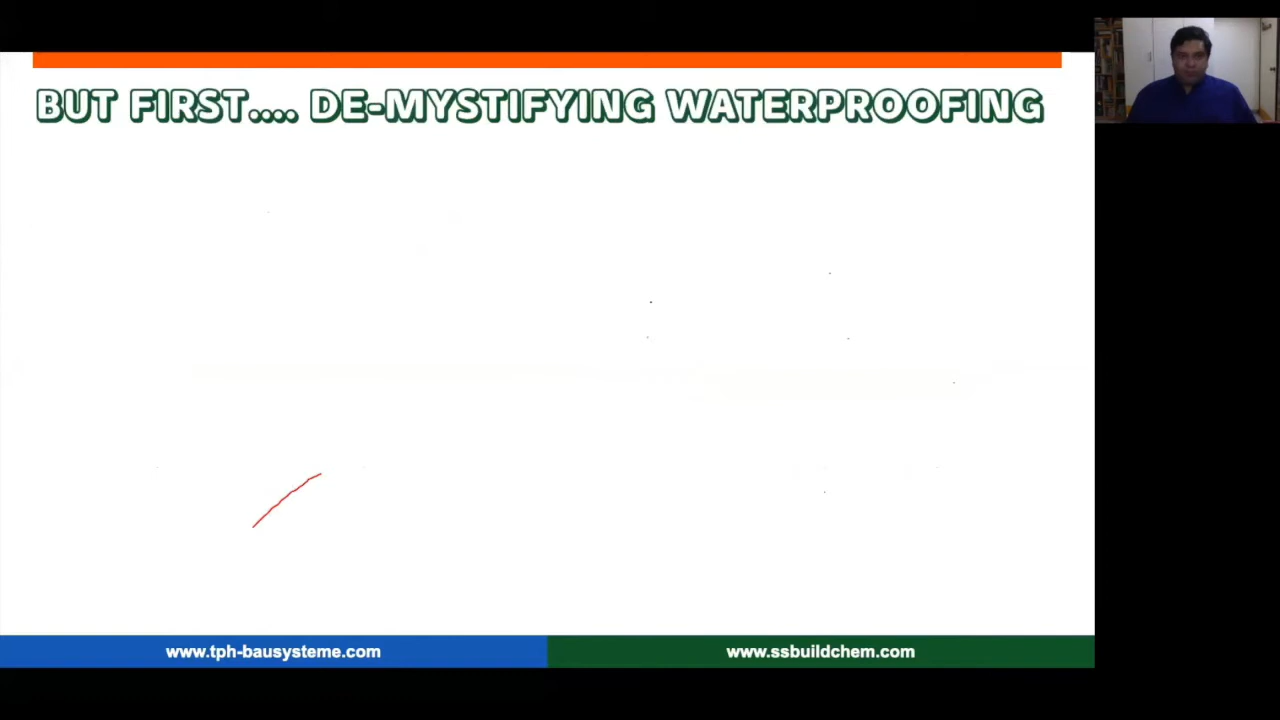 BUT FIRST.... DE-MYSTIFYING WATERPROOFING
www.tph-bausysteme.com
www.ssbuildchem.com